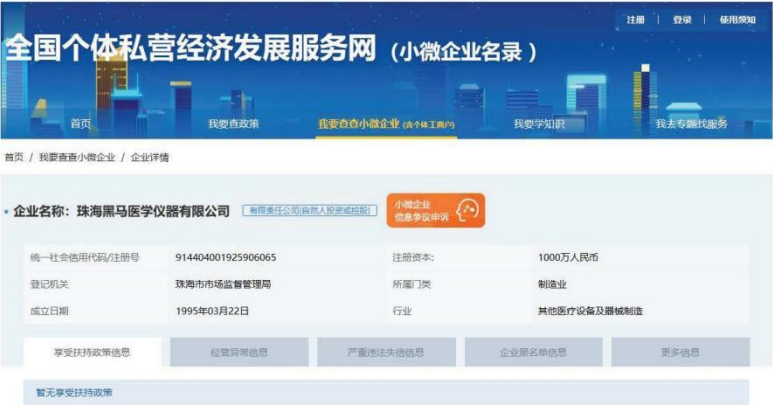 注册 | 登录 | 使用须知
全国个体私营经济发展服务网（小微企业名录）
首页 我要查政策 我要查查小微企业(含个体工商户) 我要学知识 我去专题找服务
首页 / 我要查查小微企业 / 企业详情
企业名称：珠海黑马医学仪器有限公司 有限责任公司(自然人投资或控股) 小微企业
信息争议申诉
统一社会信用代码/注册号 914404001925906065 注册资本： 1000万人民币
登记机关 珠海市市场监督管理局 所属门类 制造业
成立日期 1995年03月22日 行业 其他医疗设备及器械制造
享受扶持政策信息 经营异常信息 严重违法失信信息 企业黑名单信息 更多信息
暂无享受扶持政策